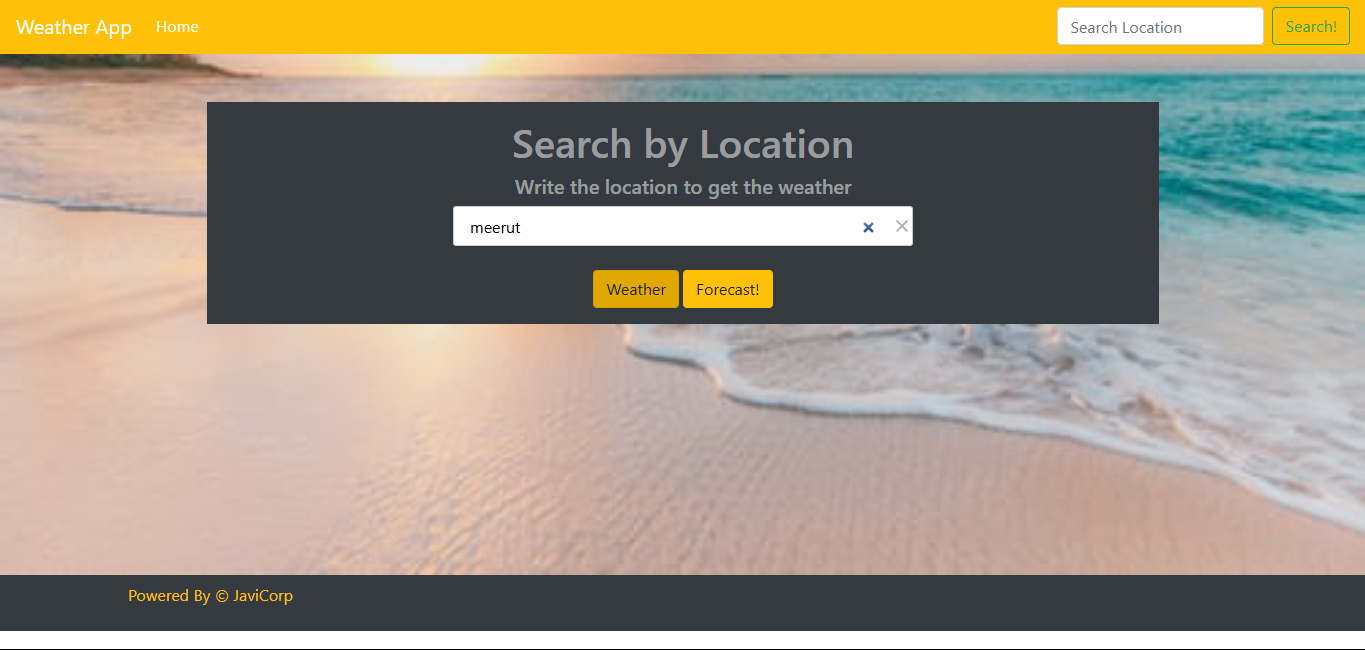 Weather App Home Search Location Search!
Search by Location
Write the location to get the weather
meerut
Weather Forecast!
Powered By © JaviCorp